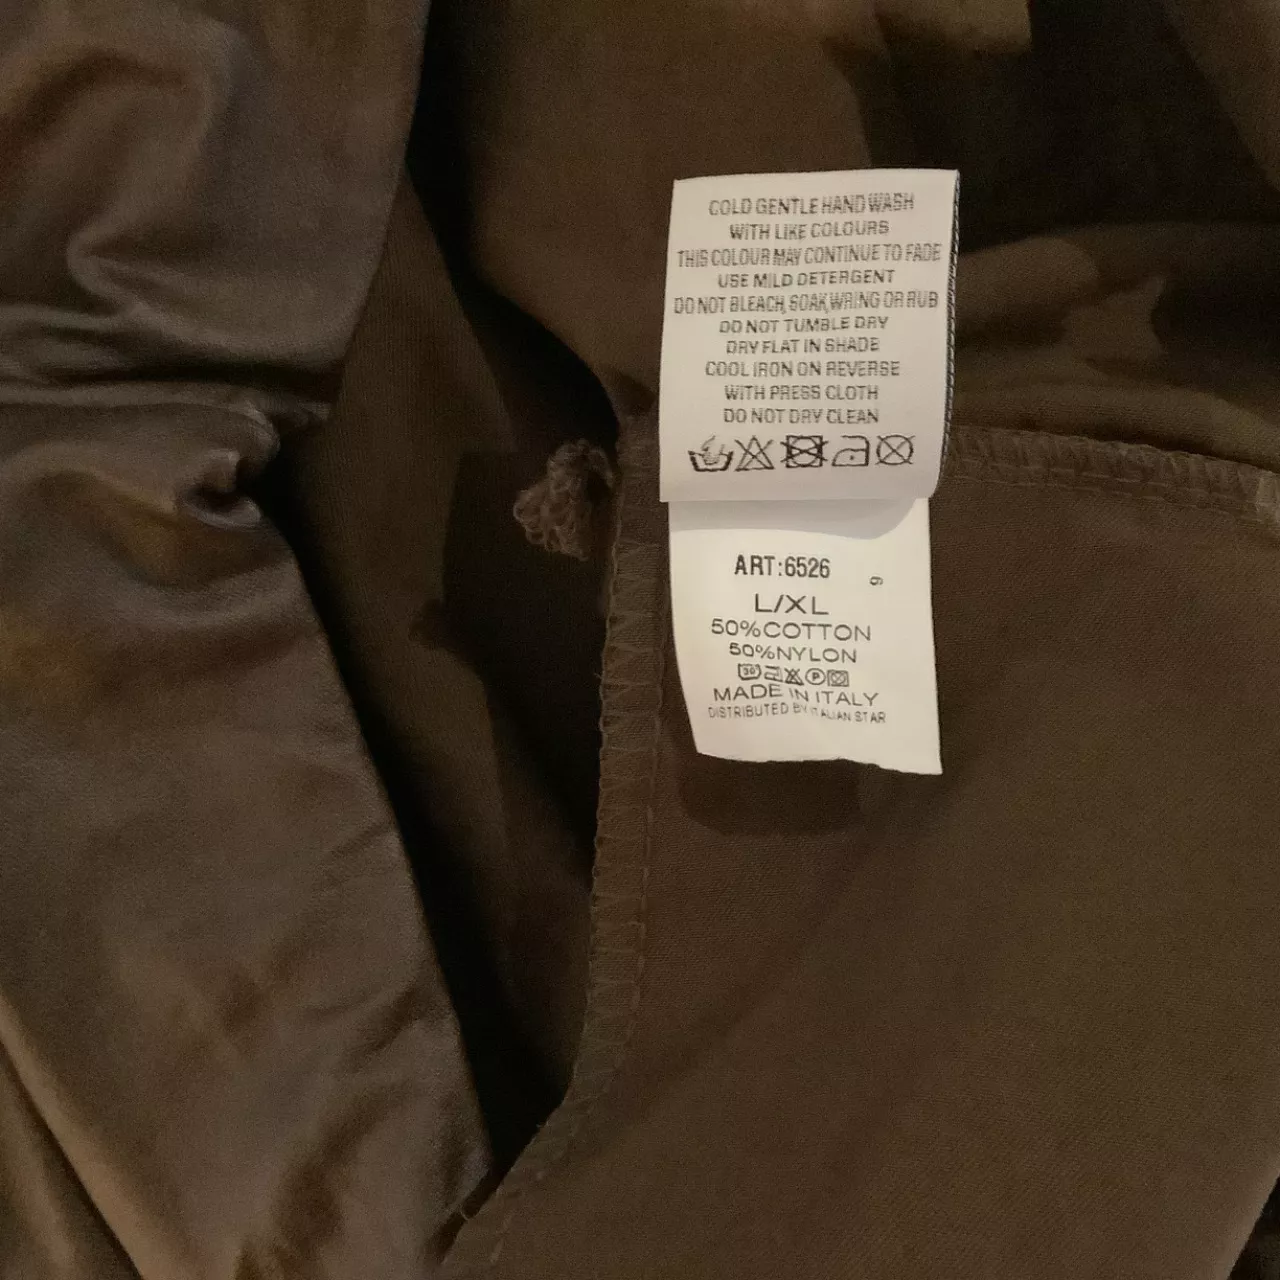 COLD GENTLE HAND WASH
WITH LIKE COLOURS
THIS COLOUR MAY CONTINUE TO FADE
USE MILD DETERGENT
DO NOT BLEACH, SOAK, WRING OR RUB
DO NOT TUMBLE DRY
DRY FLAT IN SHADE
COOL IRON ON REVERSE
WITH PRESS CLOTH
DO NOT DRY CLEAN
ART:6526
9
L/XL
50%COTTON
50%NYLON
30 P
MADE IN ITALY
DISTRIBUTED BY ITALIAN STAR